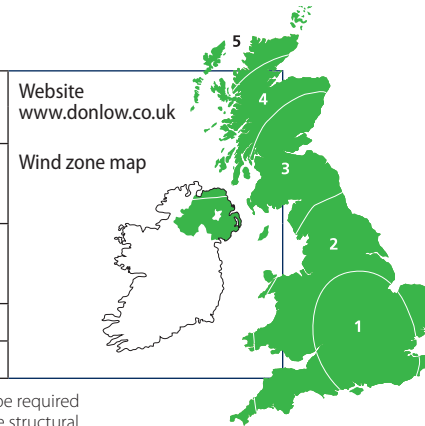 Website
www.donlow.co.uk
Wind zone map
5
4
3
2
1
be required
e structural